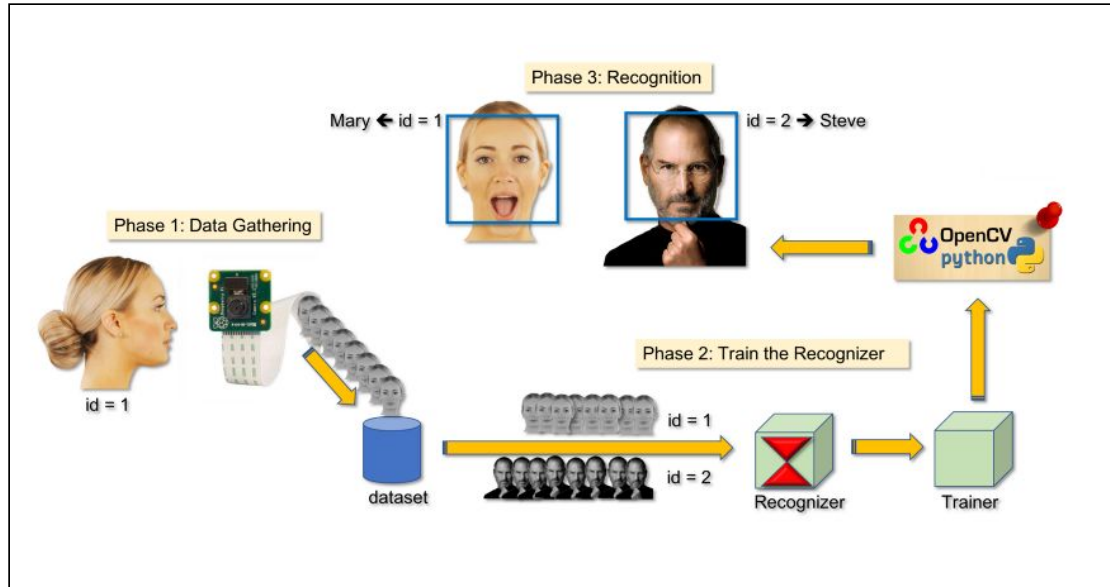 Phase 3: Recognition
Mary 🡨 id = 1
id = 2 🡪 Steve
Phase 1: Data Gathering
OpenCV
python
Phase 2: Train the Recognizer
id = 1
id = 1
id = 2
dataset
Recognizer
Trainer